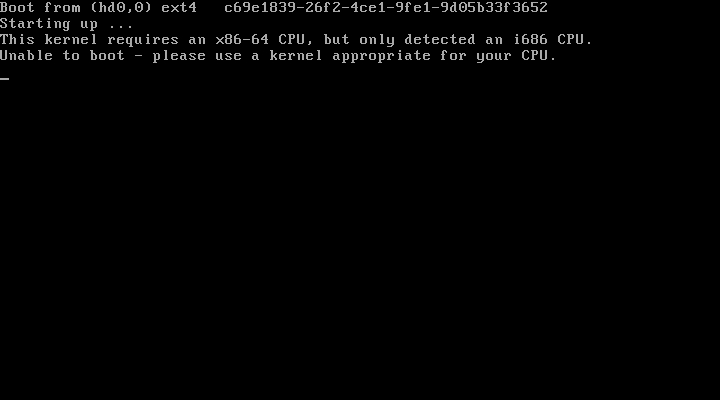 Boot from (hd0,0) ext4   c69e1839-26f2-4ce1-9fe1-9d05b33f3652
Starting up ...
This kernel requires an x86-64 CPU, but only detected an i686 CPU.
Unable to boot - please use a kernel appropriate for your CPU.